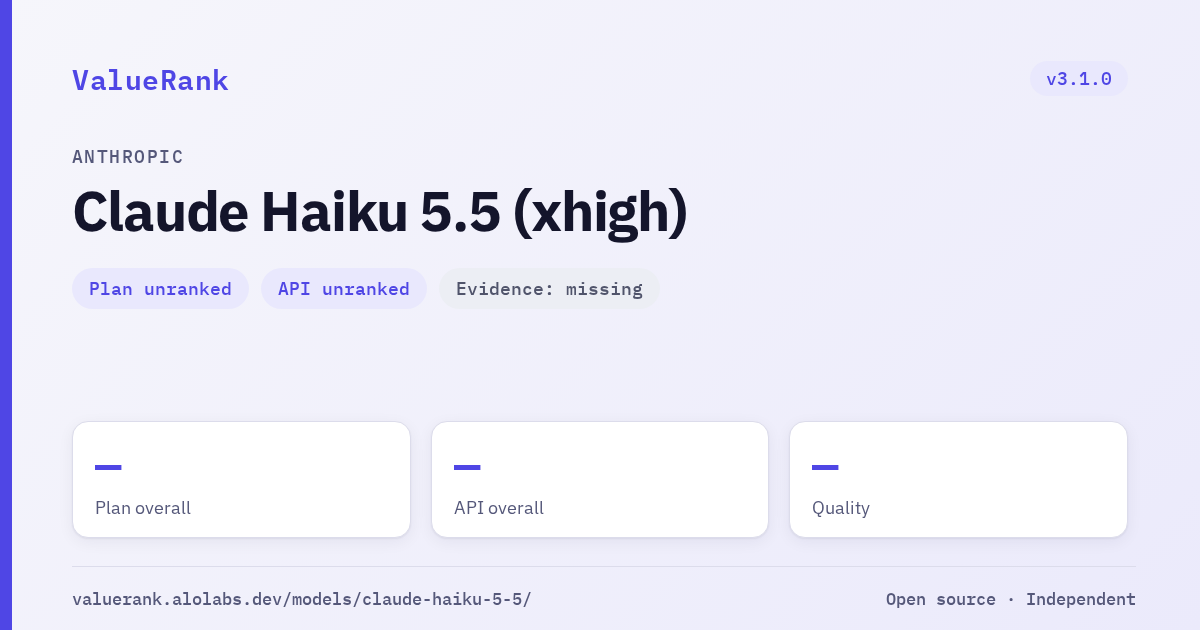 ValueRank
v3.1.0
ANTHROPIC
Claude Haiku 5.5 (xhigh)
Plan unranked
API unranked
Evidence: missing
—
Plan overall
—
API overall
—
Quality
valuerank.alolabs.dev/models/claude-haiku-5-5/
Open source · Independent